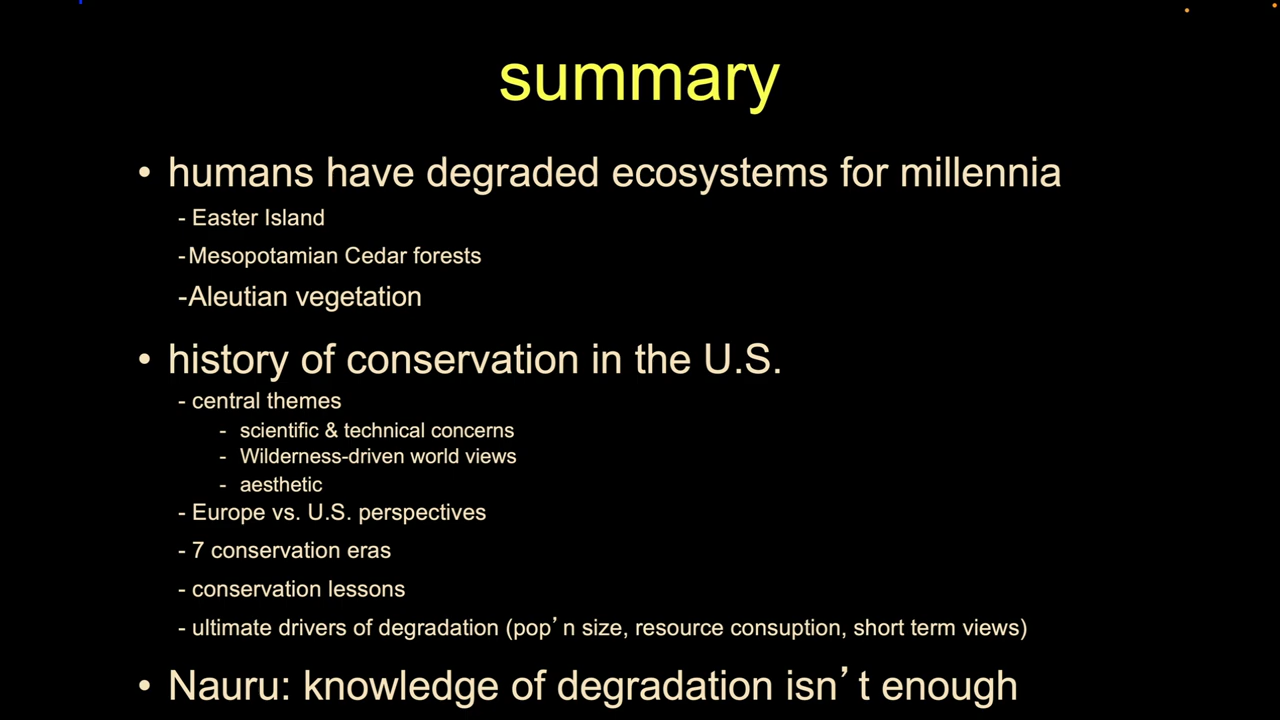 summary
• humans have degraded ecosystems for millennia
- Easter Island
-Mesopotamian Cedar forests
-Aleutian vegetation
• history of conservation in the U.S.
- central themes
- scientific & technical concerns
- Wilderness-driven world views
- aesthetic
- Europe vs. U.S. perspectives
- 7 conservation eras
- conservation lessons
- ultimate drivers of degradation (pop’n size, resource consuption, short term views)
• Nauru: knowledge of degradation isn’t enough